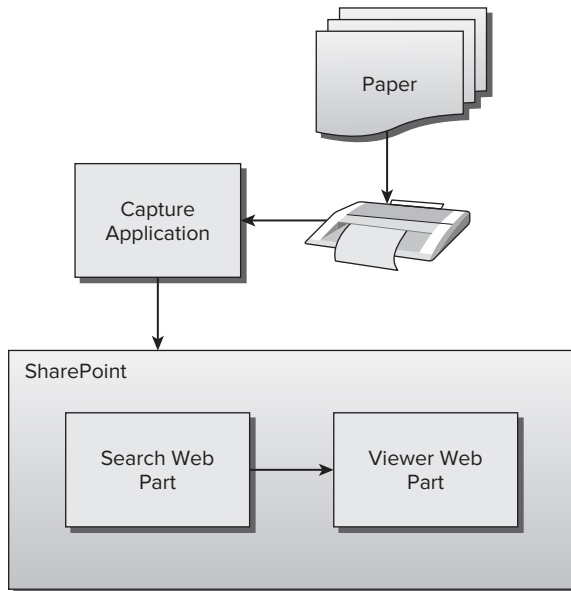 Paper
Capture
Application
SharePoint
Search Web
Part
Viewer Web
Part